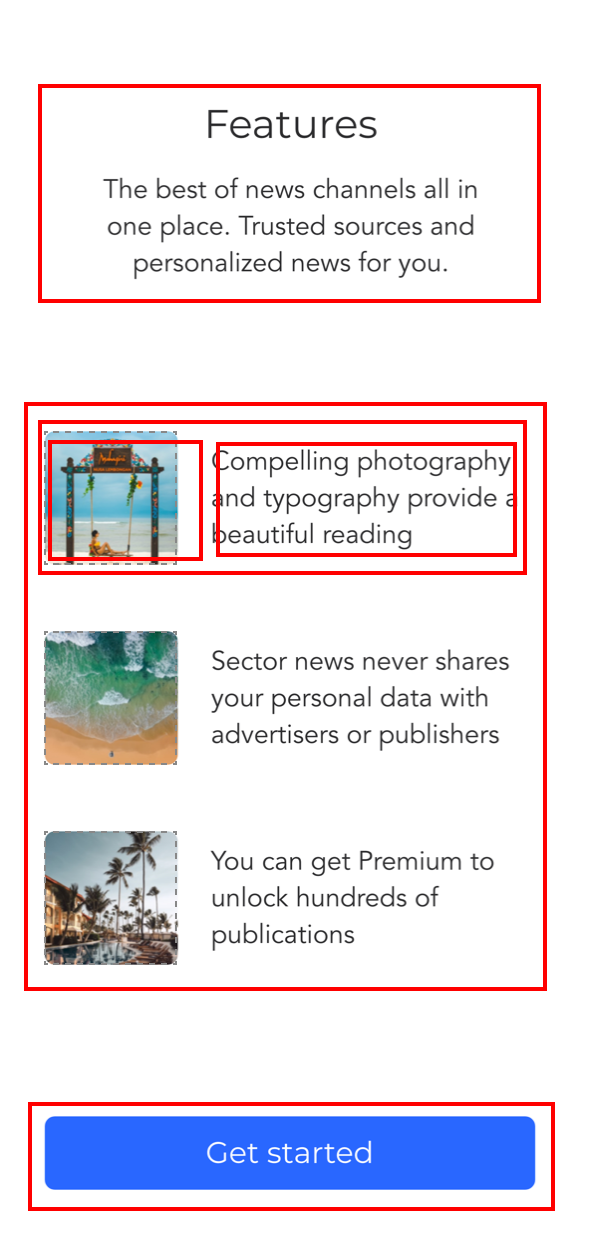 Features
The best of news channels all in
one place. Trusted sources and
personalized news for you.
Compelling photography
and typography provide a
beautiful reading
Sector news never shares
your personal data with
advertisers or publishers
You can get Premium to
unlock hundreds of
publications
Get started